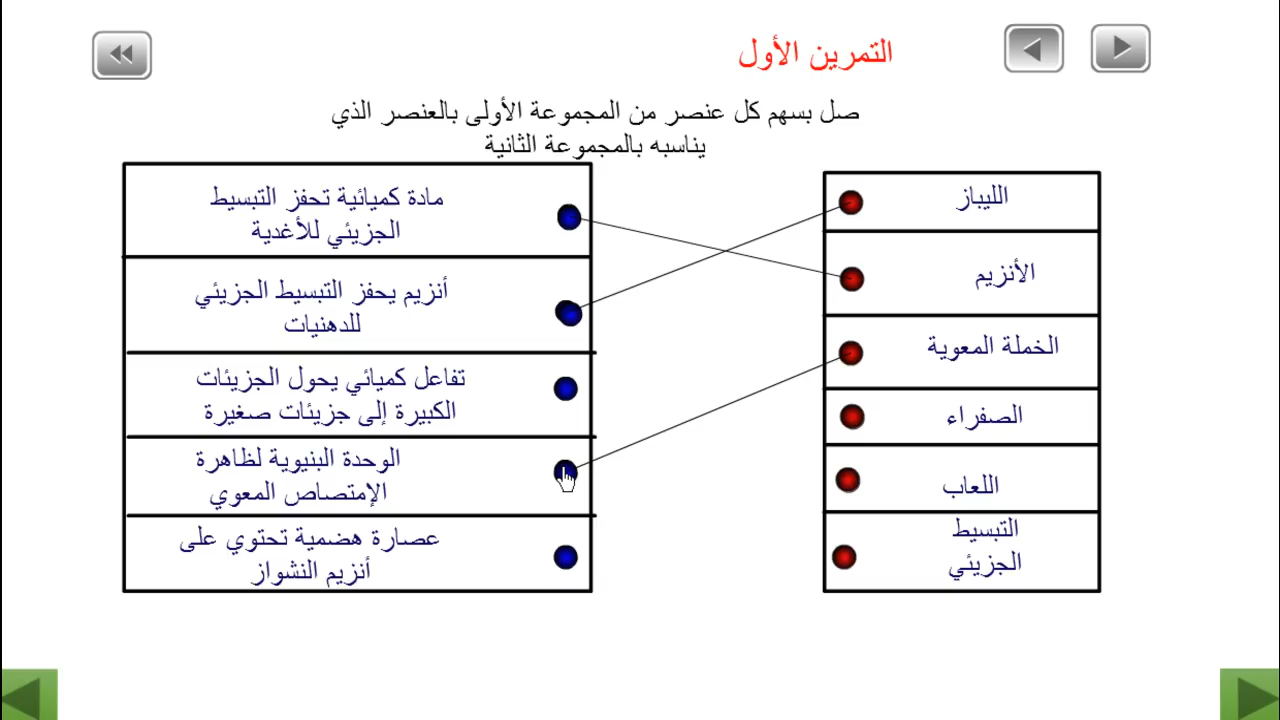 التمرين الأول
صل بسهم كل عنصر من المجموعة الأولى بالعنصر الذي
يناسبه بالمجموعة الثانية
الليباز
الأنزيم
الخملة المعوية
الصفراء
اللعاب
التبسيط
الجزيئي
مادة كميائية تحفز التبسيط
الجزيئي للأغدية
أنزيم يحفز التبسيط الجزيئي
للدهنيات
تفاعل كميائي يحول الجزيئات
الكبيرة إلى جزيئات صغيرة
الوحدة البنيوية لظاهرة
الإمتصاص المعوي
عصارة هضمية تحتوي على
أنزيم النشواز